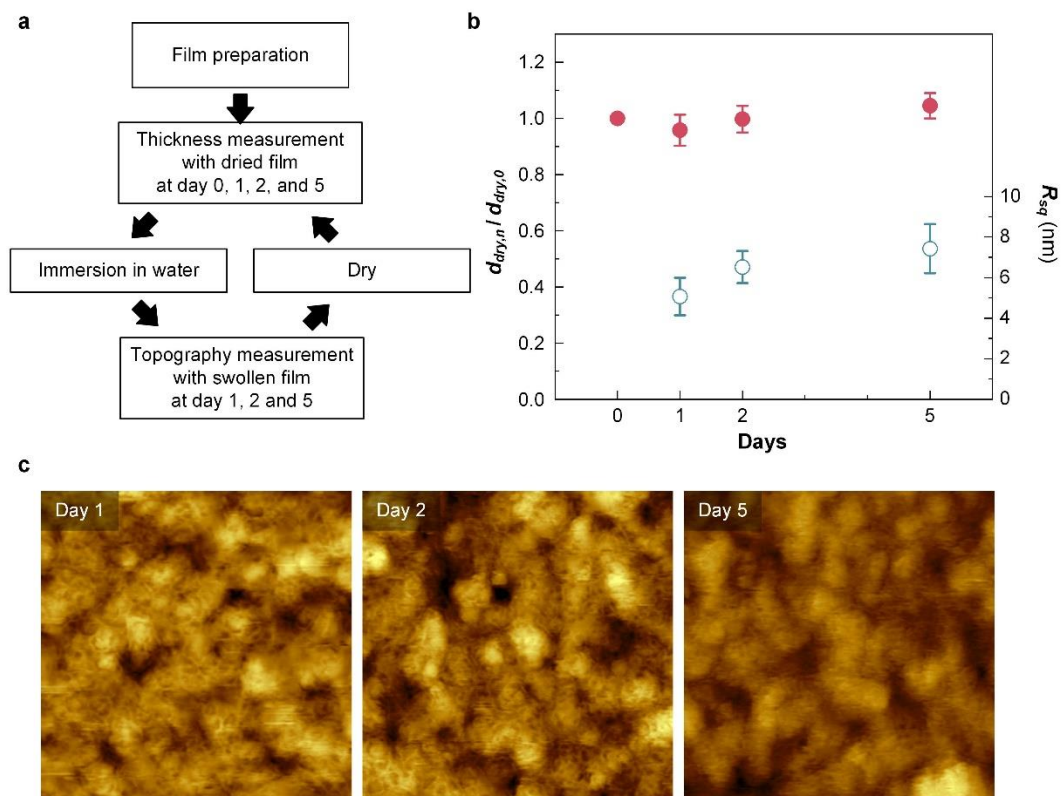 a
Film preparation
Thickness measurement
with dried film
at day 0, 1, 2, and 5
Immersion in water
Dry
Topography measurement
with swollen film
at day 1, 2 and 5
b
1.2
1.0
0.8
0.6
0.4
0.2
0.0
d_dry,n / d_dry,0
10
8
6
4
2
0
R_sq (nm)
0
1
2
5
Days
c
Day 1
Day 2
Day 5